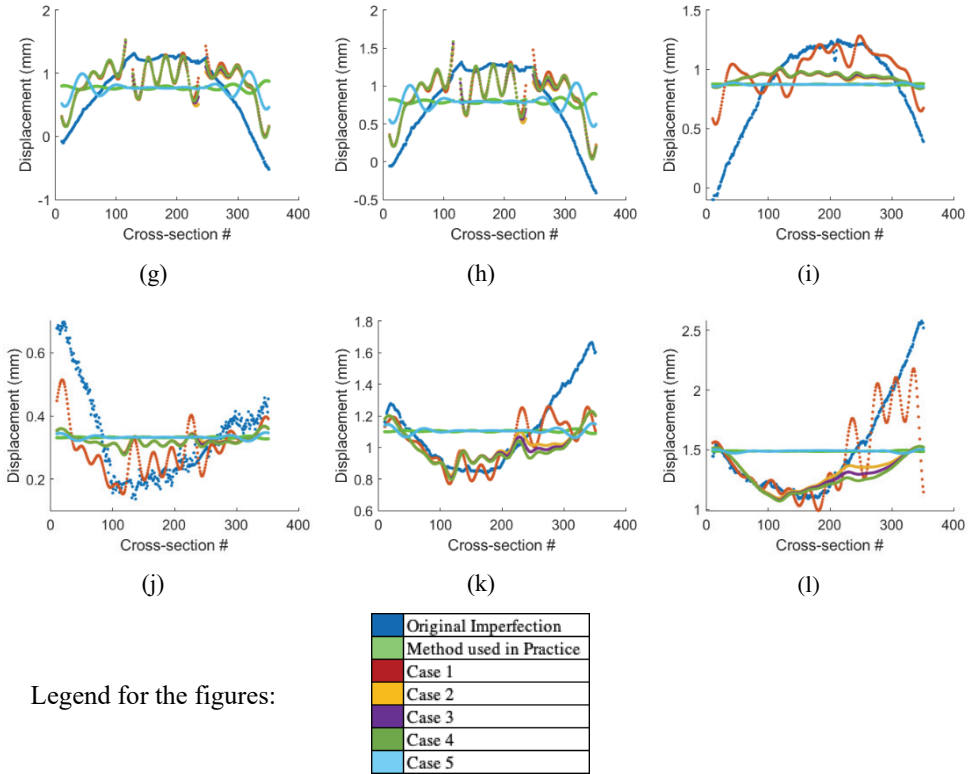 2
1
0
-1
Displacement (mm)
0
100
200
300
400
Cross-section #
(g)
2
1.5
1
0.5
0
-0.5
Displacement (mm)
0
100
200
300
400
Cross-section #
(h)
1.5
1
0.5
0
Displacement (mm)
0
100
200
300
400
Cross-section #
(i)
0.6
0.4
0.2
Displacement (mm)
0
100
200
300
400
Cross-section #
(j)
1.8
1.6
1.4
1.2
1
0.8
0.6
Displacement (mm)
0
100
200
300
400
Cross-section #
(k)
2.5
2
1.5
1
Displacement (mm)
0
100
200
300
400
Cross-section #
(l)
Legend for the figures:
Original Imperfection
Method used in Practice
Case 1
Case 2
Case 3
Case 4
Case 5